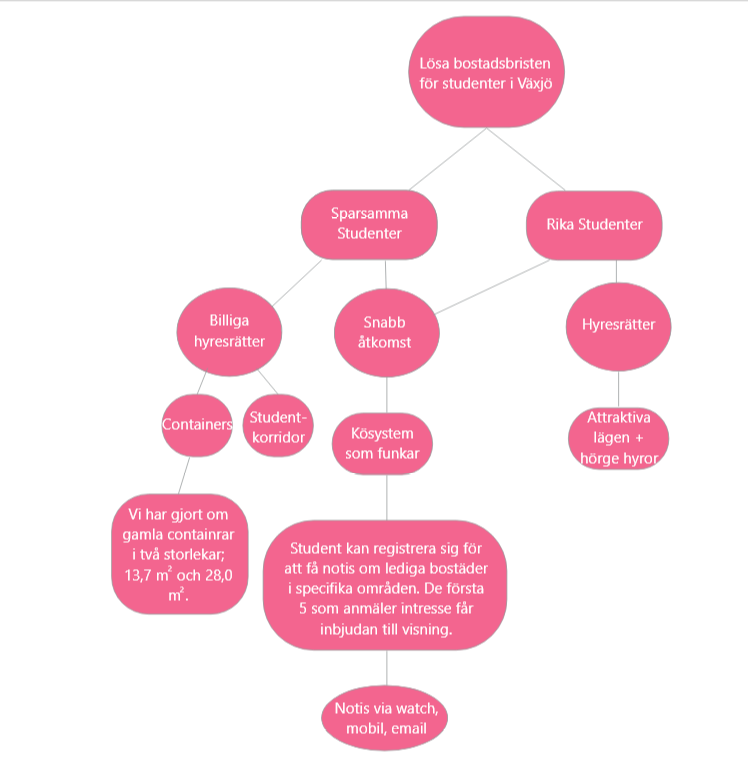 Lösa bostadsbristen
för studenter i Växjö
Sparsamma
Studenter
Rika Studenter
Billiga
hyresrätter
Snabb
åtkomst
Hyresrätter
Containers
Student-
korridor
Kösystem
som funkar
Attraktiva
lägen +
hörge hyror
Vi har gjort om
gamla containrar
i två storlekar;
13,7 m² och 28,0
m².
Student kan registrera sig för
att få notis om lediga bostäder
i specifika områden. De första
5 som anmäler intresse får
inbjudan till visning.
Notis via watch,
mobil, email